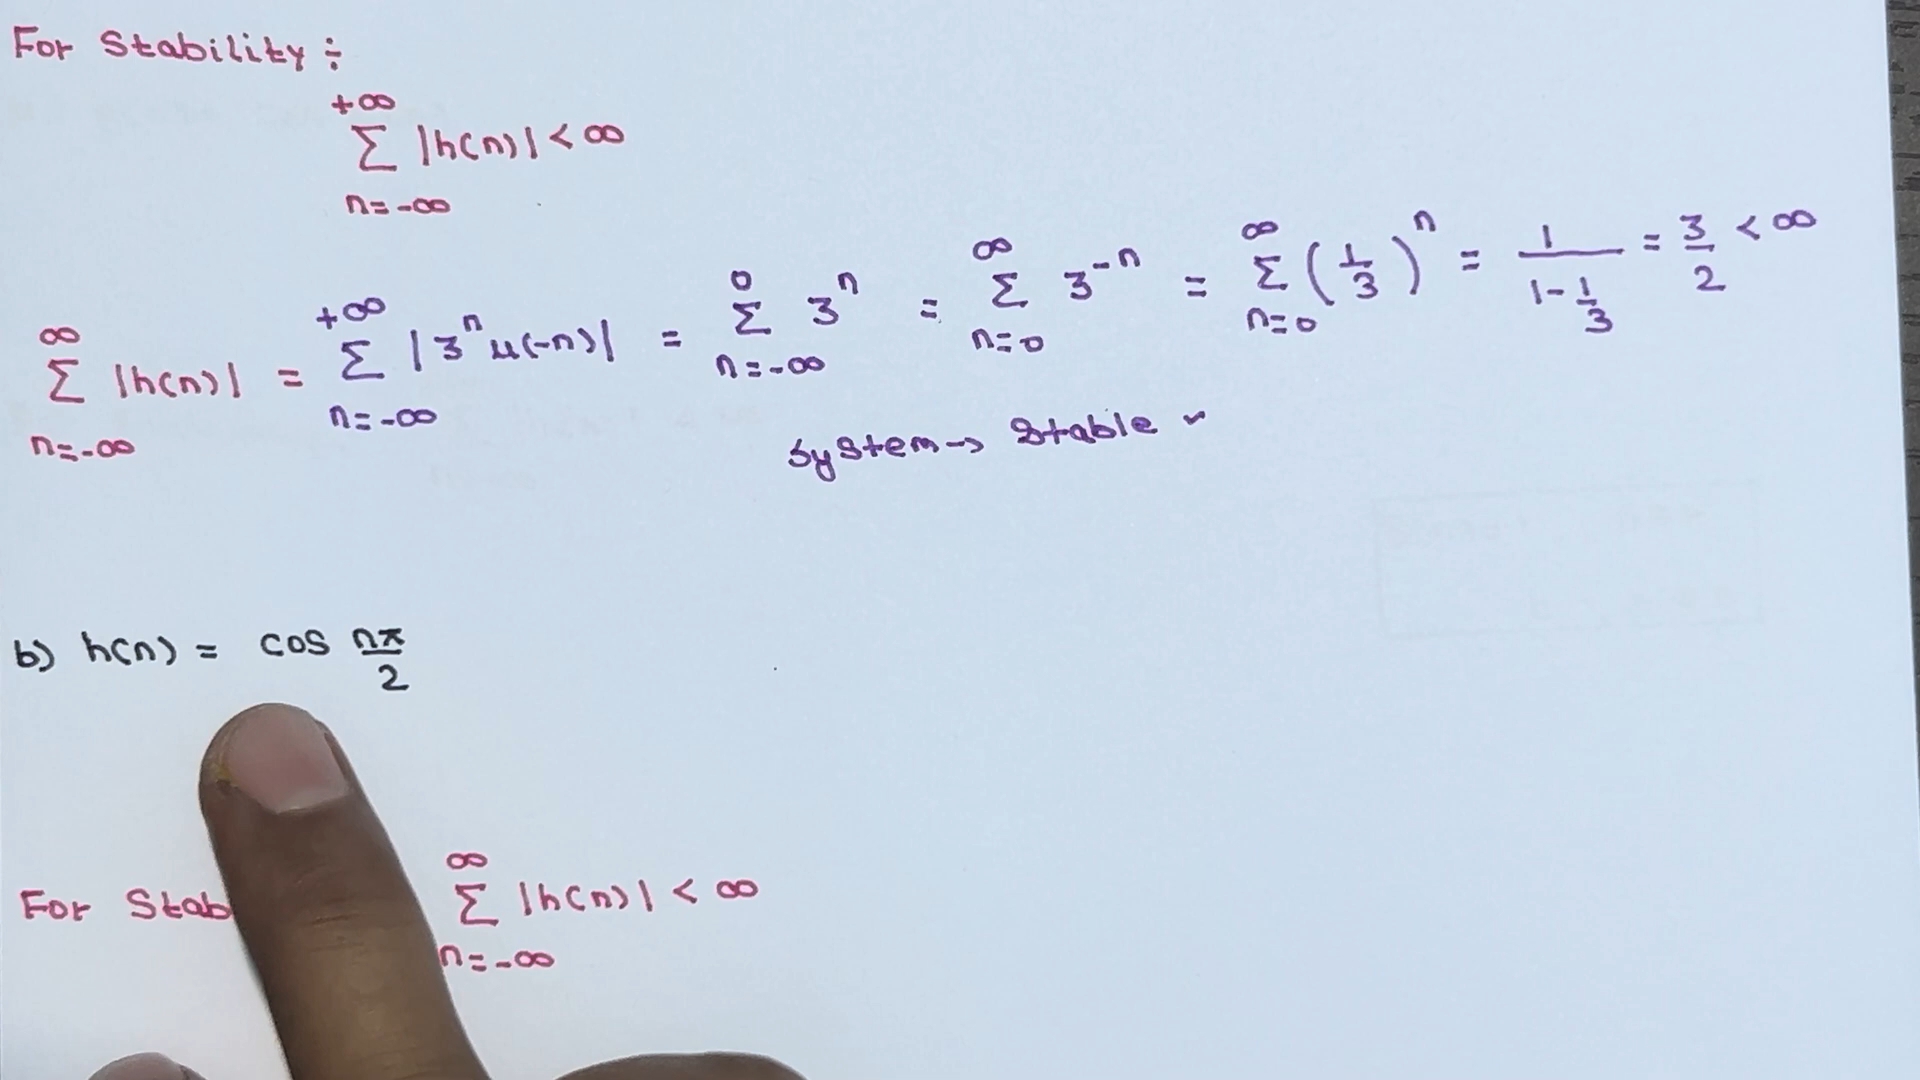 For Stability :
+∞
Σ |h(n)| < ∞
n=-∞
∞
Σ |h(n)| = 
n=-∞
+∞
Σ |3ⁿ u(-n)| = 
n=-∞
0
Σ 3ⁿ = 
n=-∞
∞
Σ 3⁻ⁿ = 
n=0
∞
Σ (1/3)ⁿ = 1/(1-1/3) = 3/2 < ∞
n=0
System → Stable ✓
b) h(n) = cos nπ/2
∞
For Stab Σ |h(n)| < ∞
n=-∞